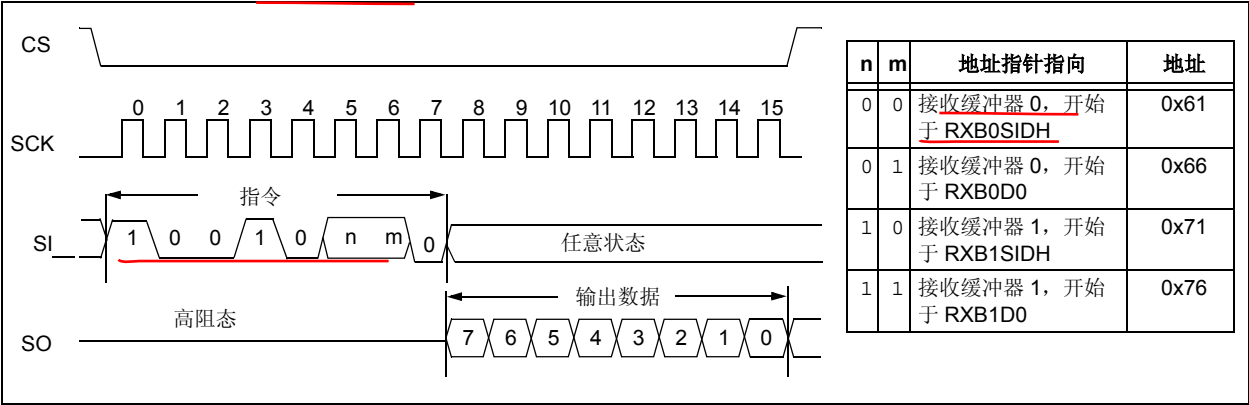 CS
0 1 2 3 4 5 6 7 8 9 10 11 12 13 14 15
SCK
指令
SI 1 0 0 1 0 n m 0 任意状态
输出数据
高阻态
SO 7 6 5 4 3 2 1 0
n m 地址指针指向 地址
0 0 接收缓冲器 0，开始 0x61
于 RXB0SIDH
0 1 接收缓冲器 0，开始 0x66
于 RXB0D0
1 0 接收缓冲器 1，开始 0x71
于 RXB1SIDH
1 1 接收缓冲器 1，开始 0x76
于 RXB1D0